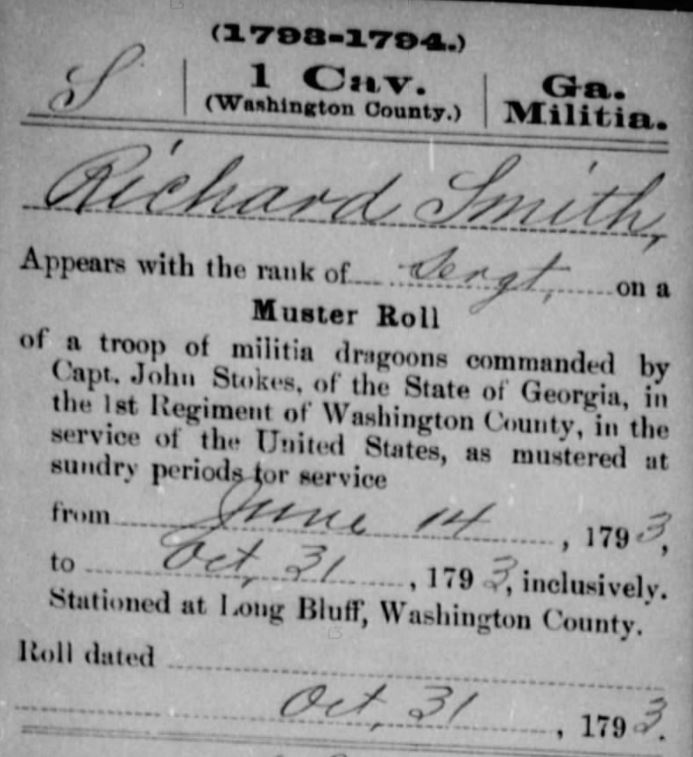 (1793-1794.)
S | 1 Cav. | Ga.
(Washington County.) | Militia.
Richard Smith,
Appears with the rank of Sergt, on a
Muster Roll
of a troop of militia dragoons commanded by
Capt. John Stokes, of the State of Georgia, in
the 1st Regiment of Washington County, in the
service of the United States, as mustered at
sundry periods for service
from June 14, 1793,
to Oct, 31, 1793, inclusively.
Stationed at Long Bluff, Washington County.
Roll dated
Oct, 31, 1793.